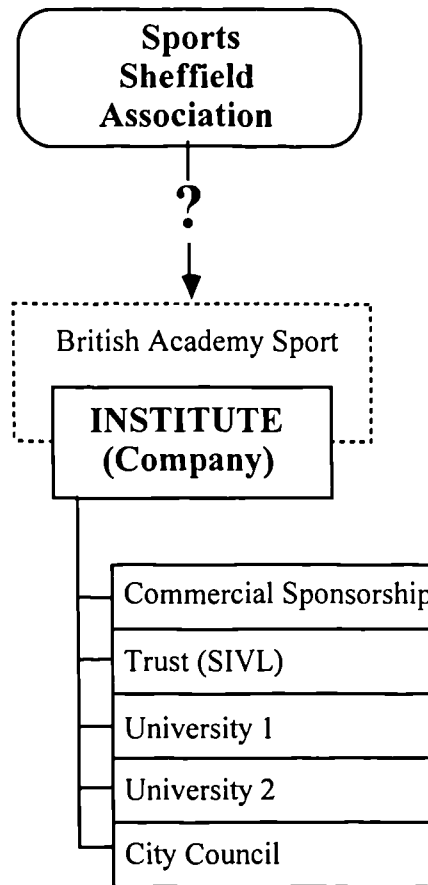 Sports
Sheffield
Association
?
British Academy Sport
INSTITUTE
(Company)
Commercial Sponsorship
Trust (SIVL)
University 1
University 2
City Council